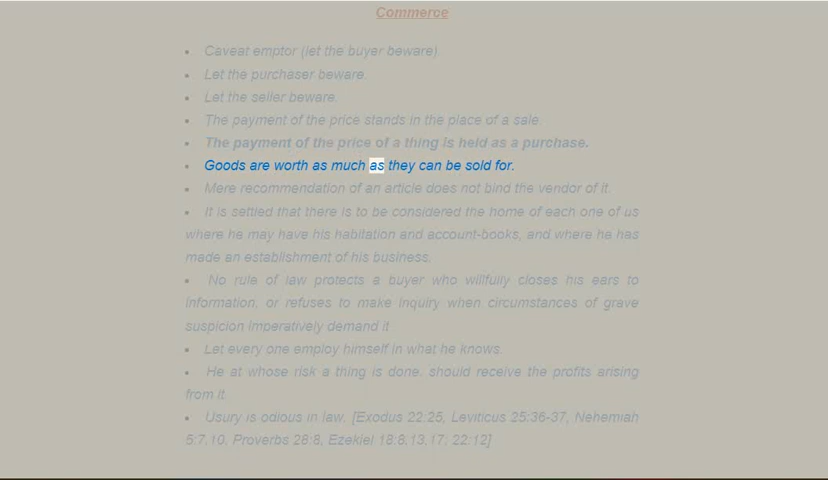 Commerce
• Caveat emptor (let the buyer beware)
• Let the purchaser beware.
• Let the seller beware.
• The payment of the price stands in the place of a sale.
• The payment of the price of a thing is held as a purchase.
• Goods are worth as much as they can be sold for.
• Mere recommendation of an article does not bind the vendor of it.
• It is settled that there is to be considered the home of each one of us
where he may have his habitation and account-books, and where he has
made an establishment of his business.
• No rule of law protects a buyer who willfully closes his ears to
information, or refuses to make inquiry when circumstances of grave
suspicion imperatively demand it
• Let every one employ himself in what he knows.
• He at whose risk a thing is done, should receive the profits arising
from it
• Usury is odious in law. [Exodus 22:25, Leviticus 25:36-37, Nehemiah
5:7,10, Proverbs 28:8, Ezekiel 18:8,13,17; 22:12]